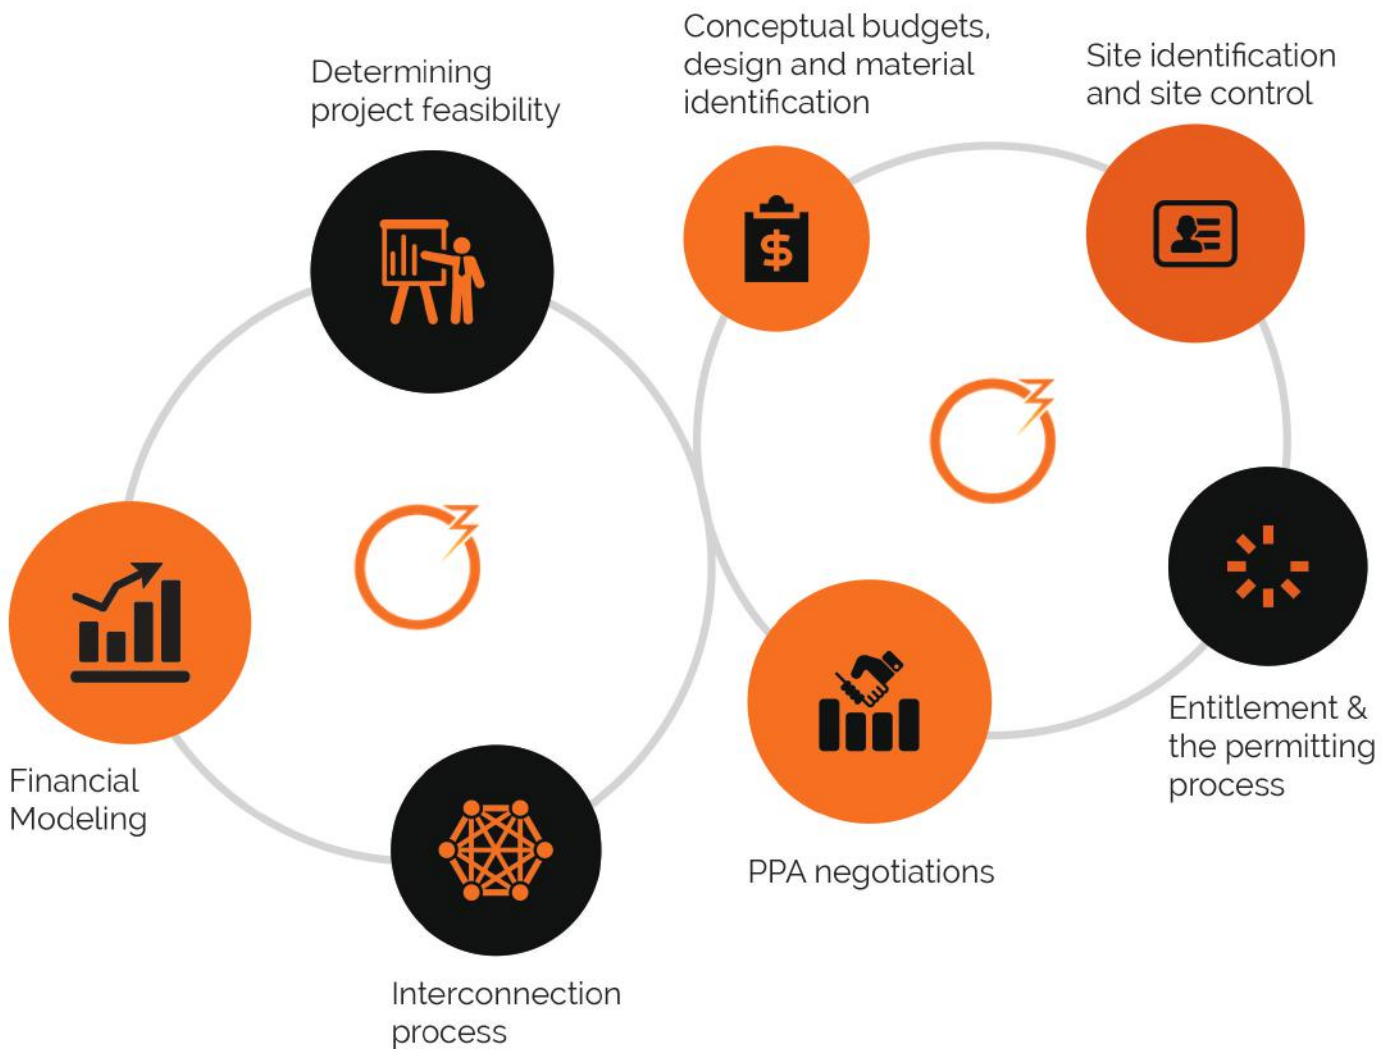 Determining
project feasibility
Conceptual budgets,
design and material
identification
Site identification
and site control
Financial
Modeling
Interconnection
process
PPA negotiations
Entitlement &
the permitting
process
$